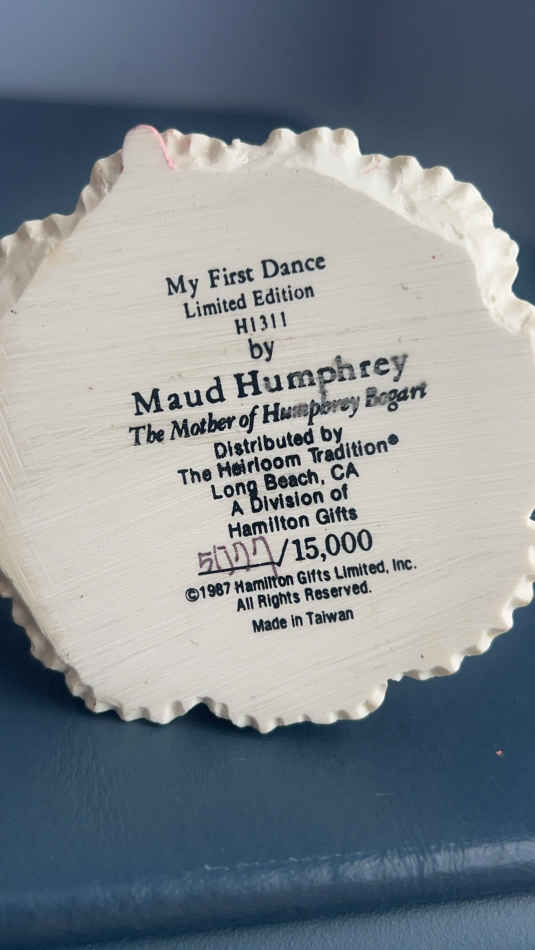 My First Dance
Limited Edition
H1311
by
Maud Humphrey
The Mother of Humphrey Bogart
Distributed by
The Heirloom Tradition®
Long Beach, CA
A Division of
Hamilton Gifts
/15,000
©1987 Hamilton Gifts Limited, Inc.
All Rights Reserved.
Made in Taiwan